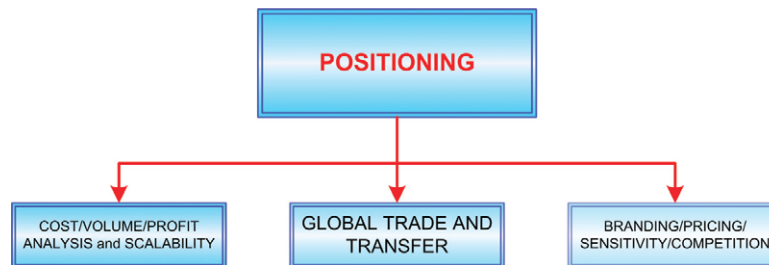 POSITIONING
COST/VOLUME/PROFIT
ANALYSIS and SCALABILITY
GLOBAL TRADE AND
TRANSFER
BRANDING/PRICING/
SENSITIVITY/COMPETITION